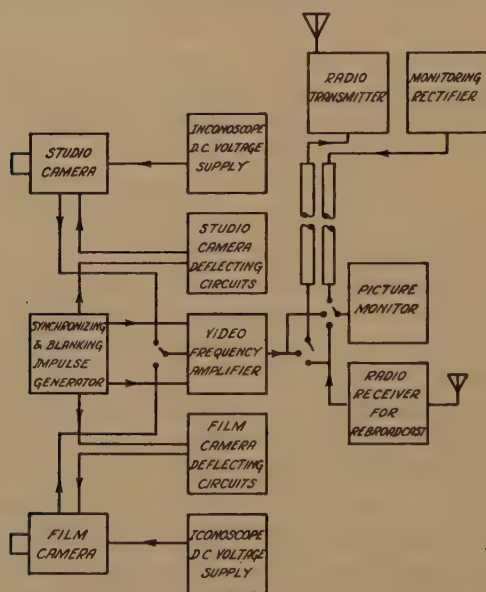 RADIO
TRANSMITTER
MONITORING
RECTIFIER
STUDIO
CAMERA
INCONOSCOPE
D.C. VOLTAGE
SUPPLY
STUDIO
CAMERA
DEFLECTING
CIRCUITS
SYNCHRONIZING
& BLANKING
IMPULSE
GENERATOR
VIDEO
FREQUENCY
AMPLIFIER
PICTURE
MONITOR
RADIO
RECEIVER
FOR
REBROADCAST
FILM
CAMERA
DEFLECTING
CIRCUITS
FILM
CAMERA
ICONOSCOPE
D.C. VOLTAGE
SUPPLY